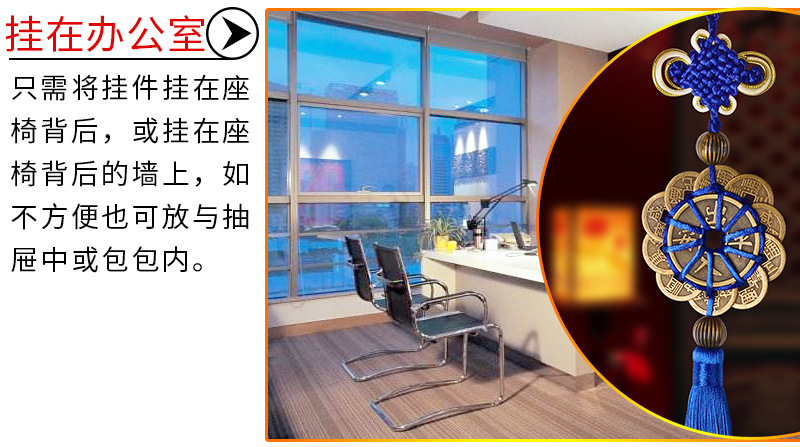 挂在办公室
只需将挂件挂在座
椅背后，或挂在座
椅背后的墙上，如
不方便也可放与抽
屉中或包包内。